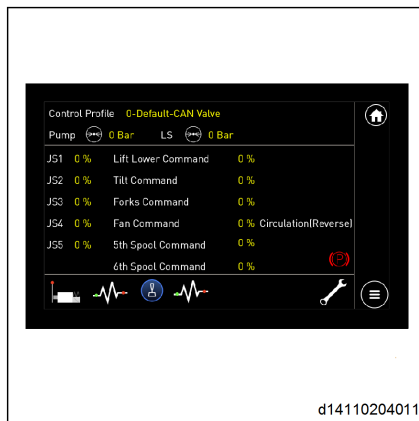 Control Profile 0-Default-CAN Valve
Pump 0 Bar LS 0 Bar
JS1 0 % Lift Lower Command 0 %
JS2 0 % Tilt Command 0 %
JS3 0 % Forks Command 0 %
JS4 0 % Fan Command 0 % Circulation(Reverse)
JS5 0 % 5th Spool Command 0 %
6th Spool Command 0 %
(P)
d14110204011